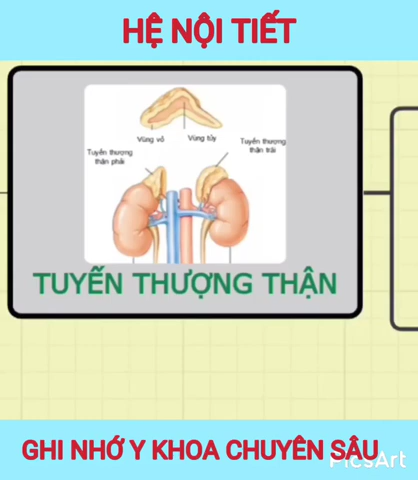 HỆ NỘI TIẾT
Vùng vỏ
Vùng tủy
Tuyến thượng
thận phải
Tuyến thượng
thận trái
TUYẾN THƯỢNG THẬN
GHI NHỚ Y KHOA CHUYÊN SÂU
PicsArt